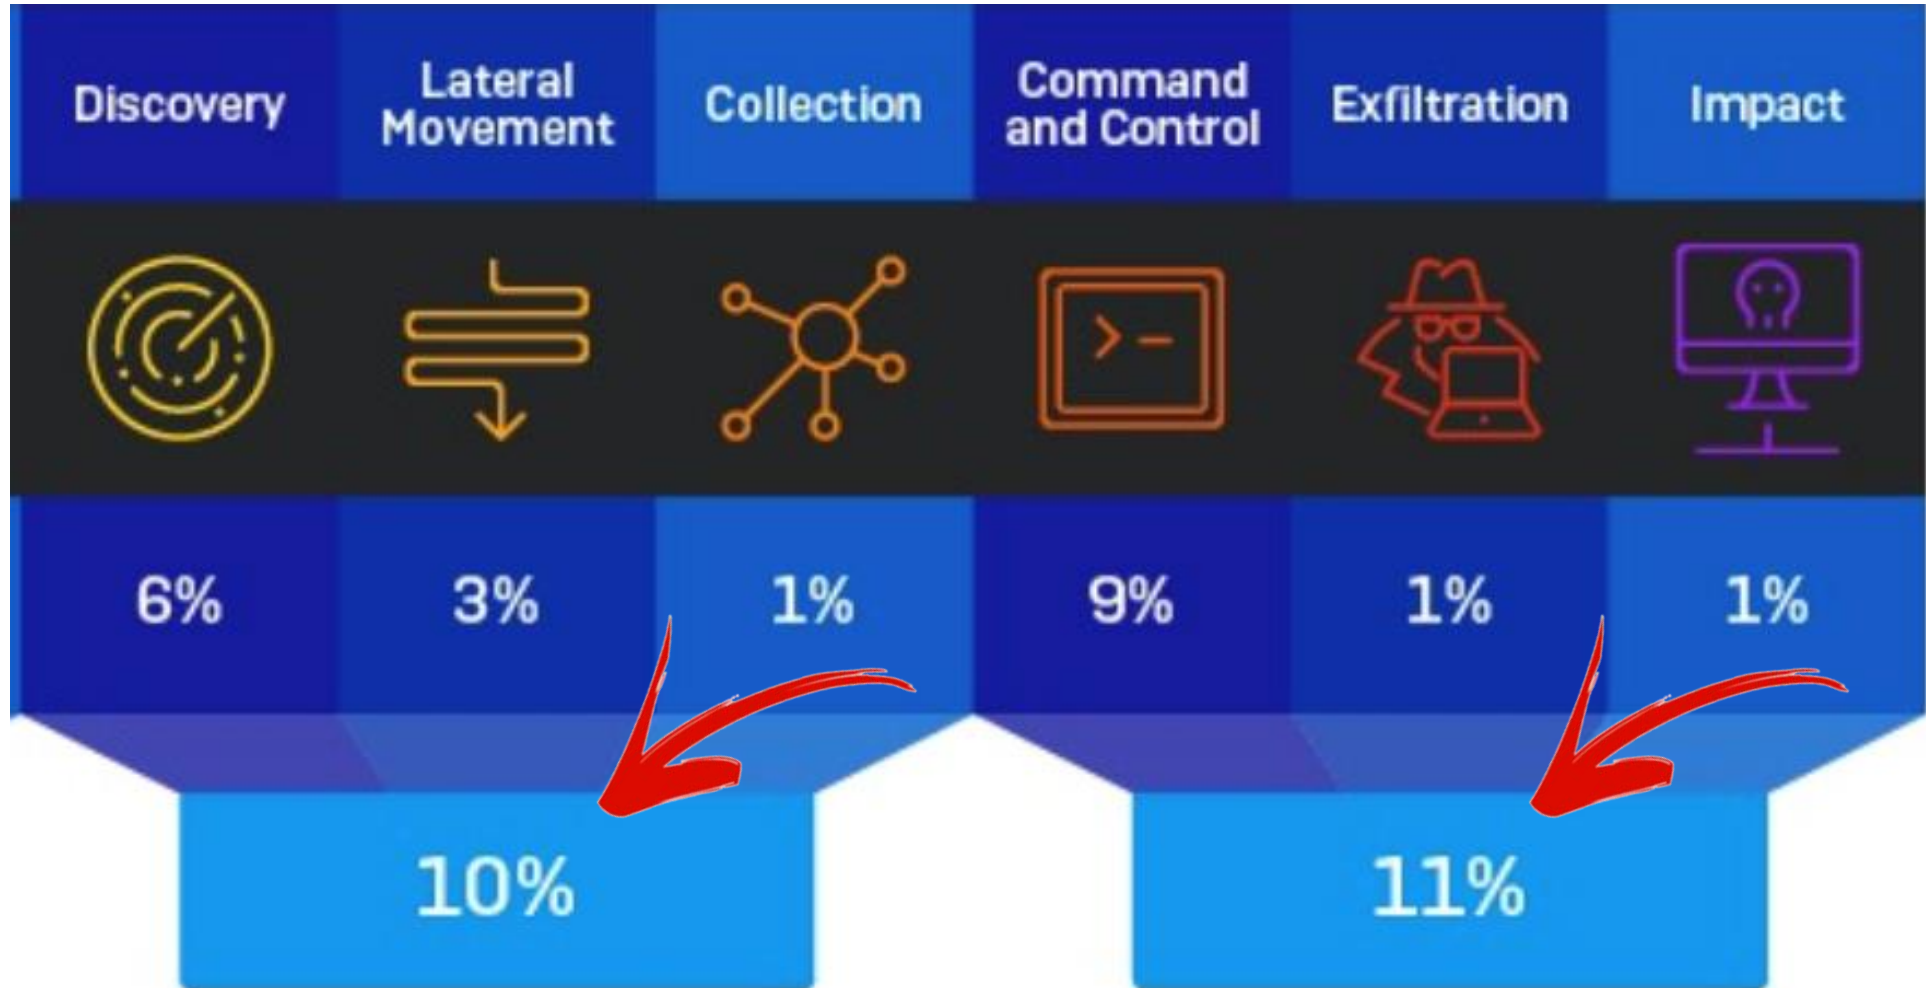 Discovery
Lateral
Movement
Collection
Command
and Control
Exfiltration
Impact
>-
6%
3%
1%
9%
1%
1%
10%
11%